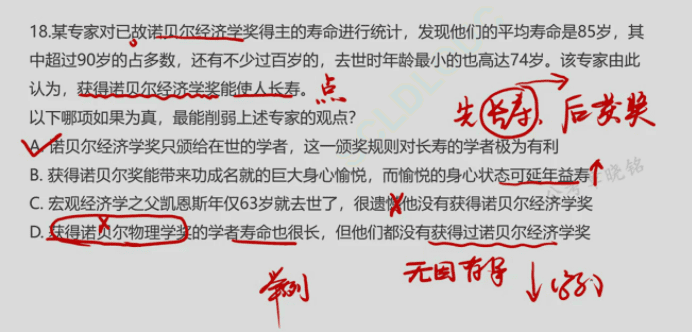 18.某专家对已故诺贝尔经济学奖得主的寿命进行统计，发现他们的平均寿命是85岁，其
中超过90岁的占多数，还有不少过百岁的，去世时年龄最小的也高达74岁。该专家由此
认为，获得诺贝尔经济学奖能使人长寿。
点
以下哪项如果为真，最能削弱上述专家的观点？
先长寿，后获奖
A. 诺贝尔经济学奖只颁给在世的学者，这一颁奖规则对长寿的学者极为有利
B. 获得诺贝尔奖能带来功成名就的巨大身心愉悦，而愉悦的身心状态可延年益寿
C. 宏观经济学之父凯恩斯年仅63岁就去世了，很遗憾他没有获得诺贝尔经济学奖
D. 获得诺贝尔物理学奖的学者寿命也很长，但他们都没有获得过诺贝尔经济学奖
举例
无因有果